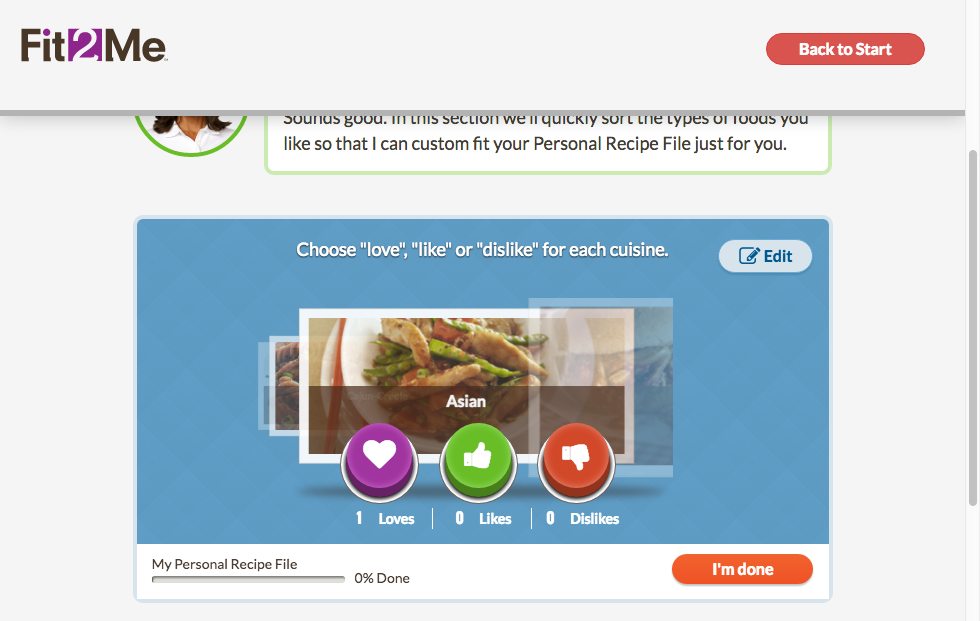 Fit2Me
Back to Start
Sounds good. In this section we'll quickly sort the types of foods you
like so that I can custom fit your Personal Recipe File just for you.
Choose "love", "like" or "dislike" for each cuisine.
Edit
Asian
1 Loves
0 Likes
0 Dislikes
My Personal Recipe File
0% Done
I'm done